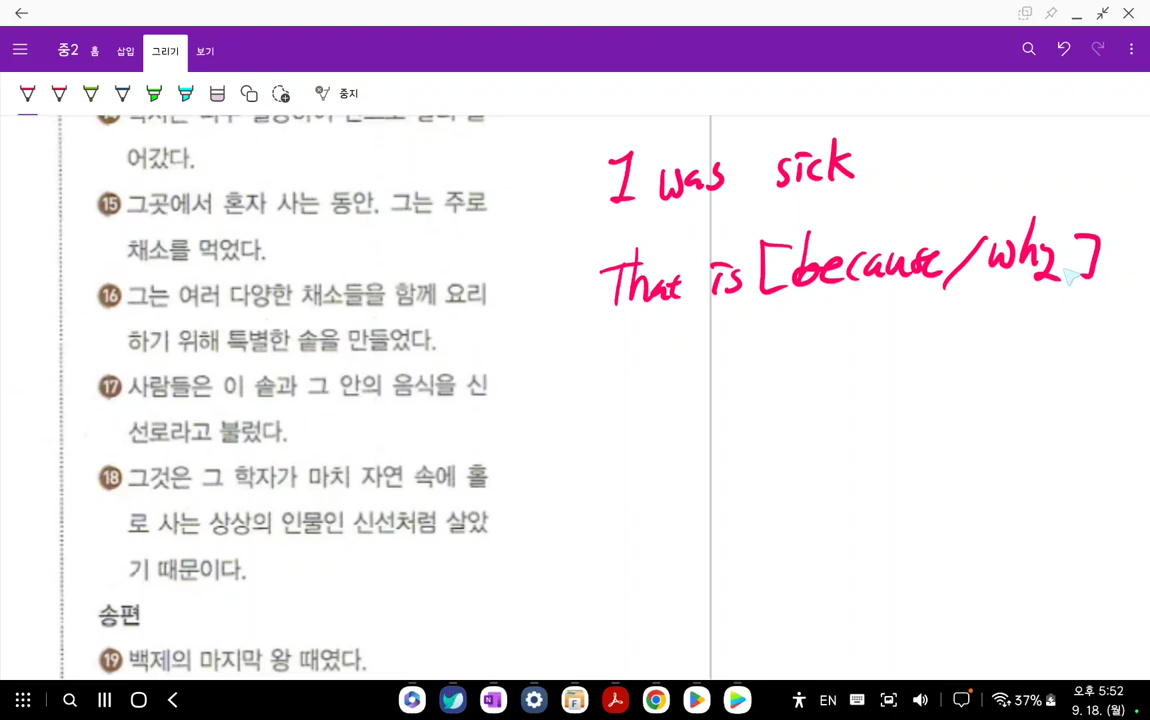 중2 홈 삽입 그리기 보기
중지
어갔다.
15 그곳에서 혼자 사는 동안, 그는 주로
채소를 먹었다.
16 그는 여러 다양한 채소들을 함께 요리
하기 위해 특별한 솥을 만들었다.
17 사람들은 이 솥과 그 안의 음식을 신
선로라고 불렀다.
18 그것은 그 학자가 마치 자연 속에 홀
로 사는 상상의 인물인 신선처럼 살았
기 때문이다.
송편
19 백제의 마지막 왕 때였다.
I was sick
That is [because/why]
EN
37%
오후 5:52
9. 18. (월)